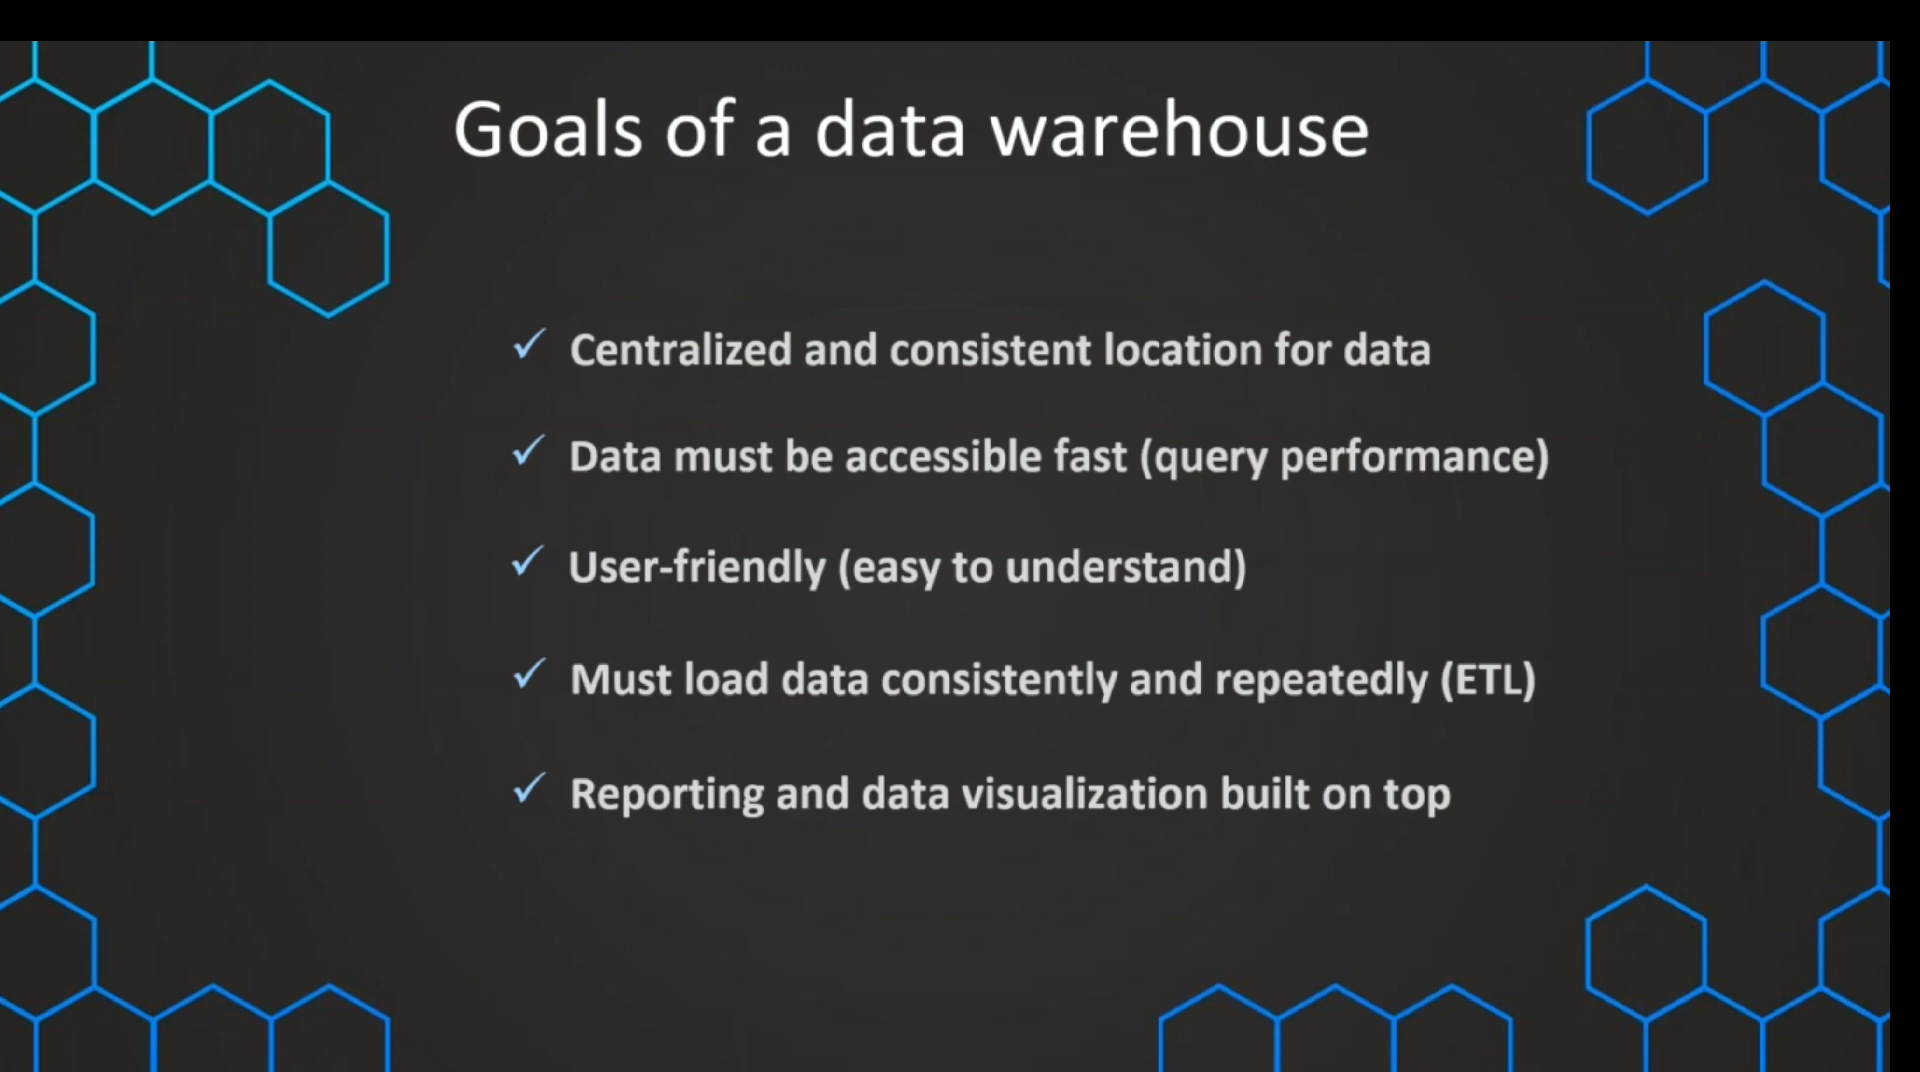 Goals of a data warehouse
✓ Centralized and consistent location for data
✓ Data must be accessible fast (query performance)
✓ User-friendly (easy to understand)
✓ Must load data consistently and repeatedly (ETL)
✓ Reporting and data visualization built on top